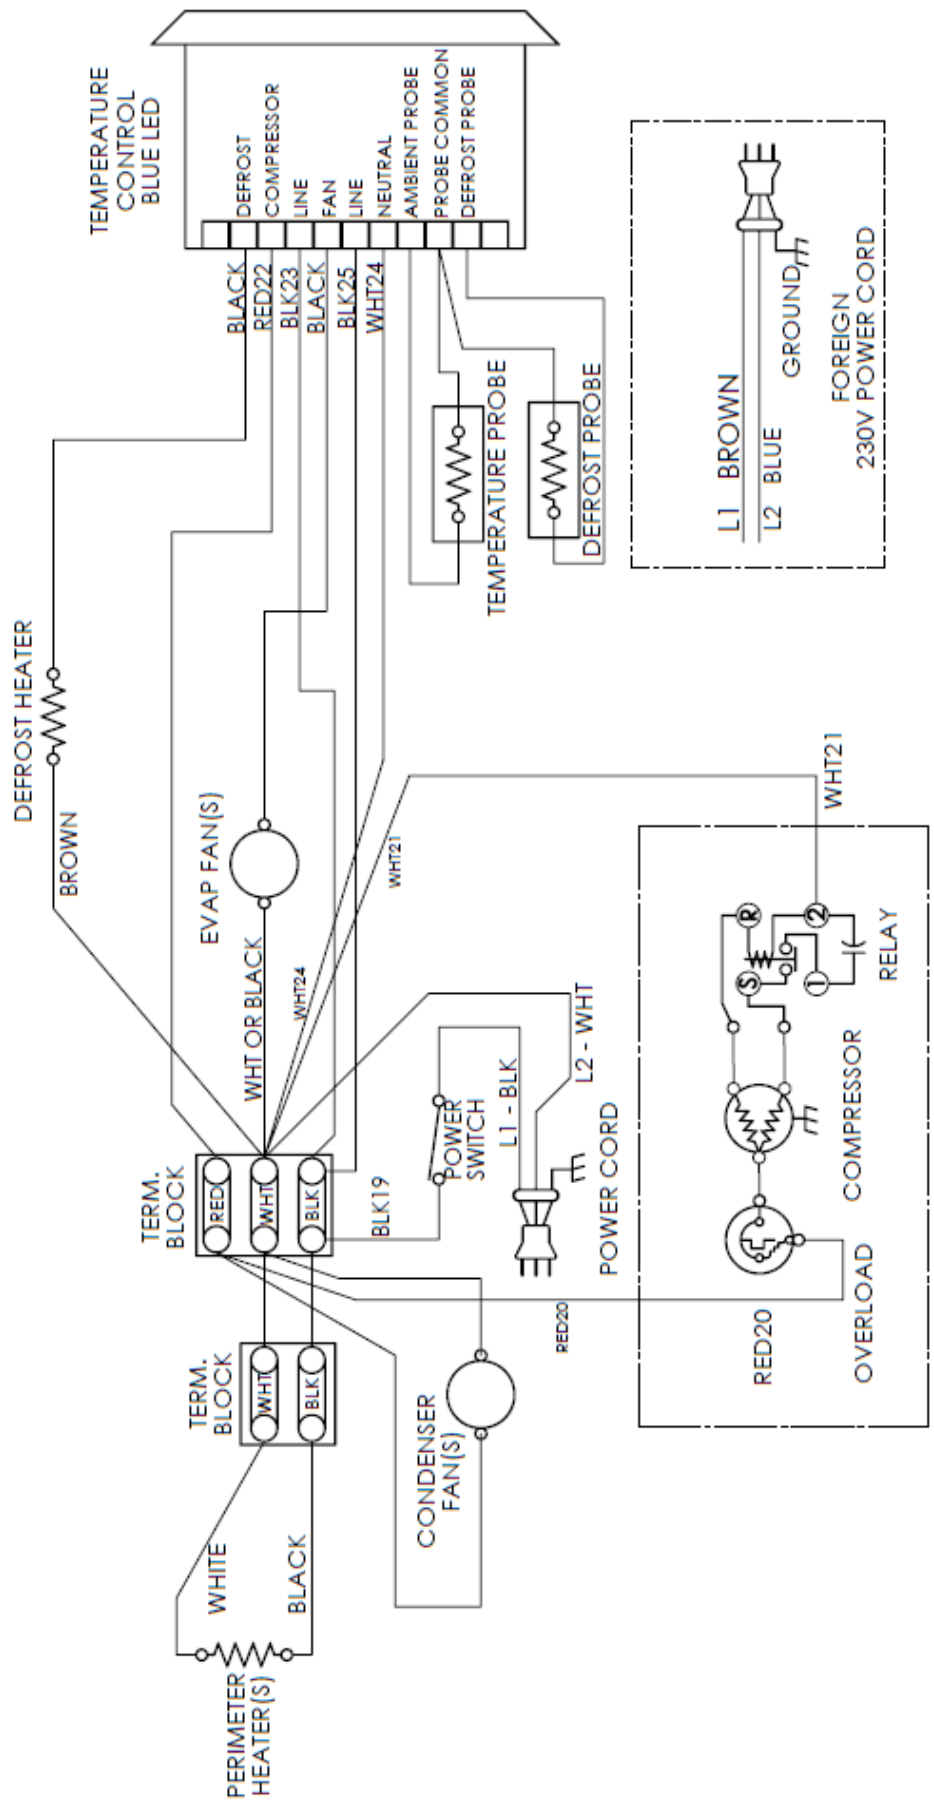 TEMPERATURE
CONTROL
BLUE LED
DEFROST
COMPRESSOR
LINE
FAN
LINE
NEUTRAL
AMBIENT PROBE
PROBE COMMON
DEFROST PROBE
BLACK
RED22
BLK23
BLACK
BLK25
WHT24
TEMPERATURE PROBE
DEFROST PROBE
L1 BROWN
L2 BLUE
GROUND
FOREIGN
230V POWER CORD
DEFROST HEATER
BROWN
EVAP FAN(S)
WHT OR BLACK
WHT24
WHT21
WHT21
TERM.
BLOCK
RED
WHT
BLK
BLK19
POWER
SWITCH
L1 - BLK
L2 - WHT
POWER CORD
R
S
2
1
RELAY
COMPRESSOR
OVERLOAD
RED20
RED20
TERM.
BLOCK
WHT
BLK
CONDENSER
FAN(S)
WHITE
BLACK
PERIMETER
HEATER(S)